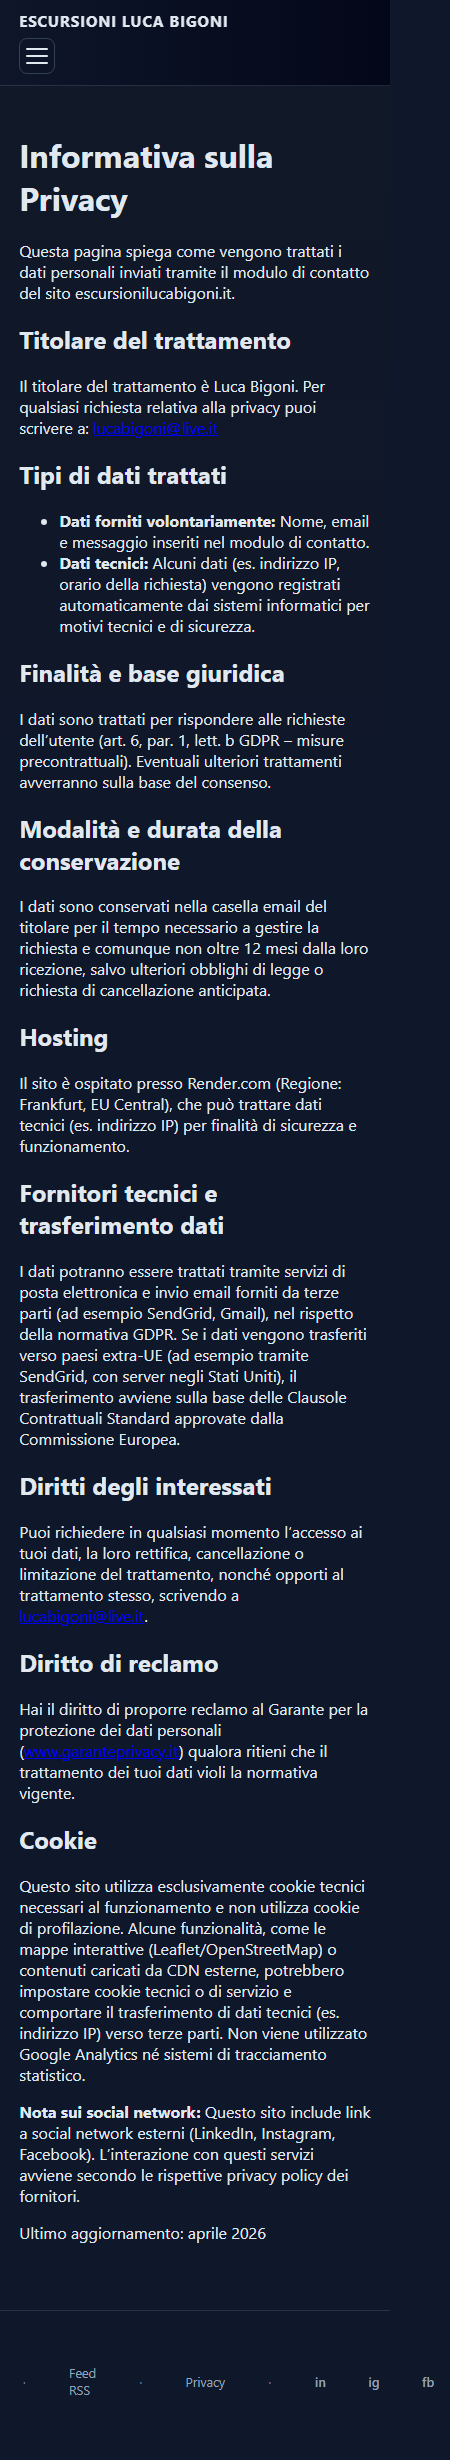 ESCURSIONI LUCA BIGONI
Informativa sulla
Privacy
Questa pagina spiega come vengono trattati i
dati personali inviati tramite il modulo di contatto
del sito escursionilucabigoni.it.
Titolare del trattamento
Il titolare del trattamento è Luca Bigoni. Per
qualsiasi richiesta relativa alla privacy puoi
scrivere a: lucabigoni@live.it
Tipi di dati trattati
• Dati forniti volontariamente: Nome, email
e messaggio inseriti nel modulo di contatto.
• Dati tecnici: Alcuni dati (es. indirizzo IP,
orario della richiesta) vengono registrati
automaticamente dai sistemi informatici per
motivi tecnici e di sicurezza.
Finalità e base giuridica
I dati sono trattati per rispondere alle richieste
dell’utente (art. 6, par. 1, lett. b GDPR – misure
precontrattuali). Eventuali ulteriori trattamenti
avverranno sulla base del consenso.
Modalità e durata della
conservazione
I dati sono conservati nella casella email del
titolare per il tempo necessario a gestire la
richiesta e comunque non oltre 12 mesi dalla loro
ricezione, salvo ulteriori obblighi di legge o
richiesta di cancellazione anticipata.
Hosting
Il sito è ospitato presso Render.com (Regione:
Frankfurt, EU Central), che può trattare dati
tecnici (es. indirizzo IP) per finalità di sicurezza e
funzionamento.
Fornitori tecnici e
trasferimento dati
I dati potranno essere trattati tramite servizi di
posta elettronica e invio email forniti da terze
parti (ad esempio SendGrid, Gmail), nel rispetto
della normativa GDPR. Se i dati vengono trasferiti
verso paesi extra-UE (ad esempio tramite
SendGrid, con server negli Stati Uniti), il
trasferimento avviene sulla base delle Clausole
Contrattuali Standard approvate dalla
Commissione Europea.
Diritti degli interessati
Puoi richiedere in qualsiasi momento l’accesso ai
tuoi dati, la loro rettifica, cancellazione o
limitazione del trattamento, nonché opporti al
trattamento stesso, scrivendo a
lucabigoni@live.it.
Diritto di reclamo
Hai il diritto di proporre reclamo al Garante per la
protezione dei dati personali
(www.garanteprivacy.it) qualora ritieni che il
trattamento dei tuoi dati violi la normativa
vigente.
Cookie
Questo sito utilizza esclusivamente cookie tecnici
necessari al funzionamento e non utilizza cookie
di profilazione. Alcune funzionalità, come le
mappe interattive (Leaflet/OpenStreetMap) o
contenuti caricati da CDN esterne, potrebbero
impostare cookie tecnici o di servizio e
comportare il trasferimento di dati tecnici (es.
indirizzo IP) verso terze parti. Non viene utilizzato
Google Analytics né sistemi di tracciamento
statistico.
Nota sui social network: Questo sito include link
a social network esterni (LinkedIn, Instagram,
Facebook). L’interazione con questi servizi
avviene secondo le rispettive privacy policy dei
fornitori.
Ultimo aggiornamento: aprile 2026
· Feed
RSS · Privacy · in ig fb